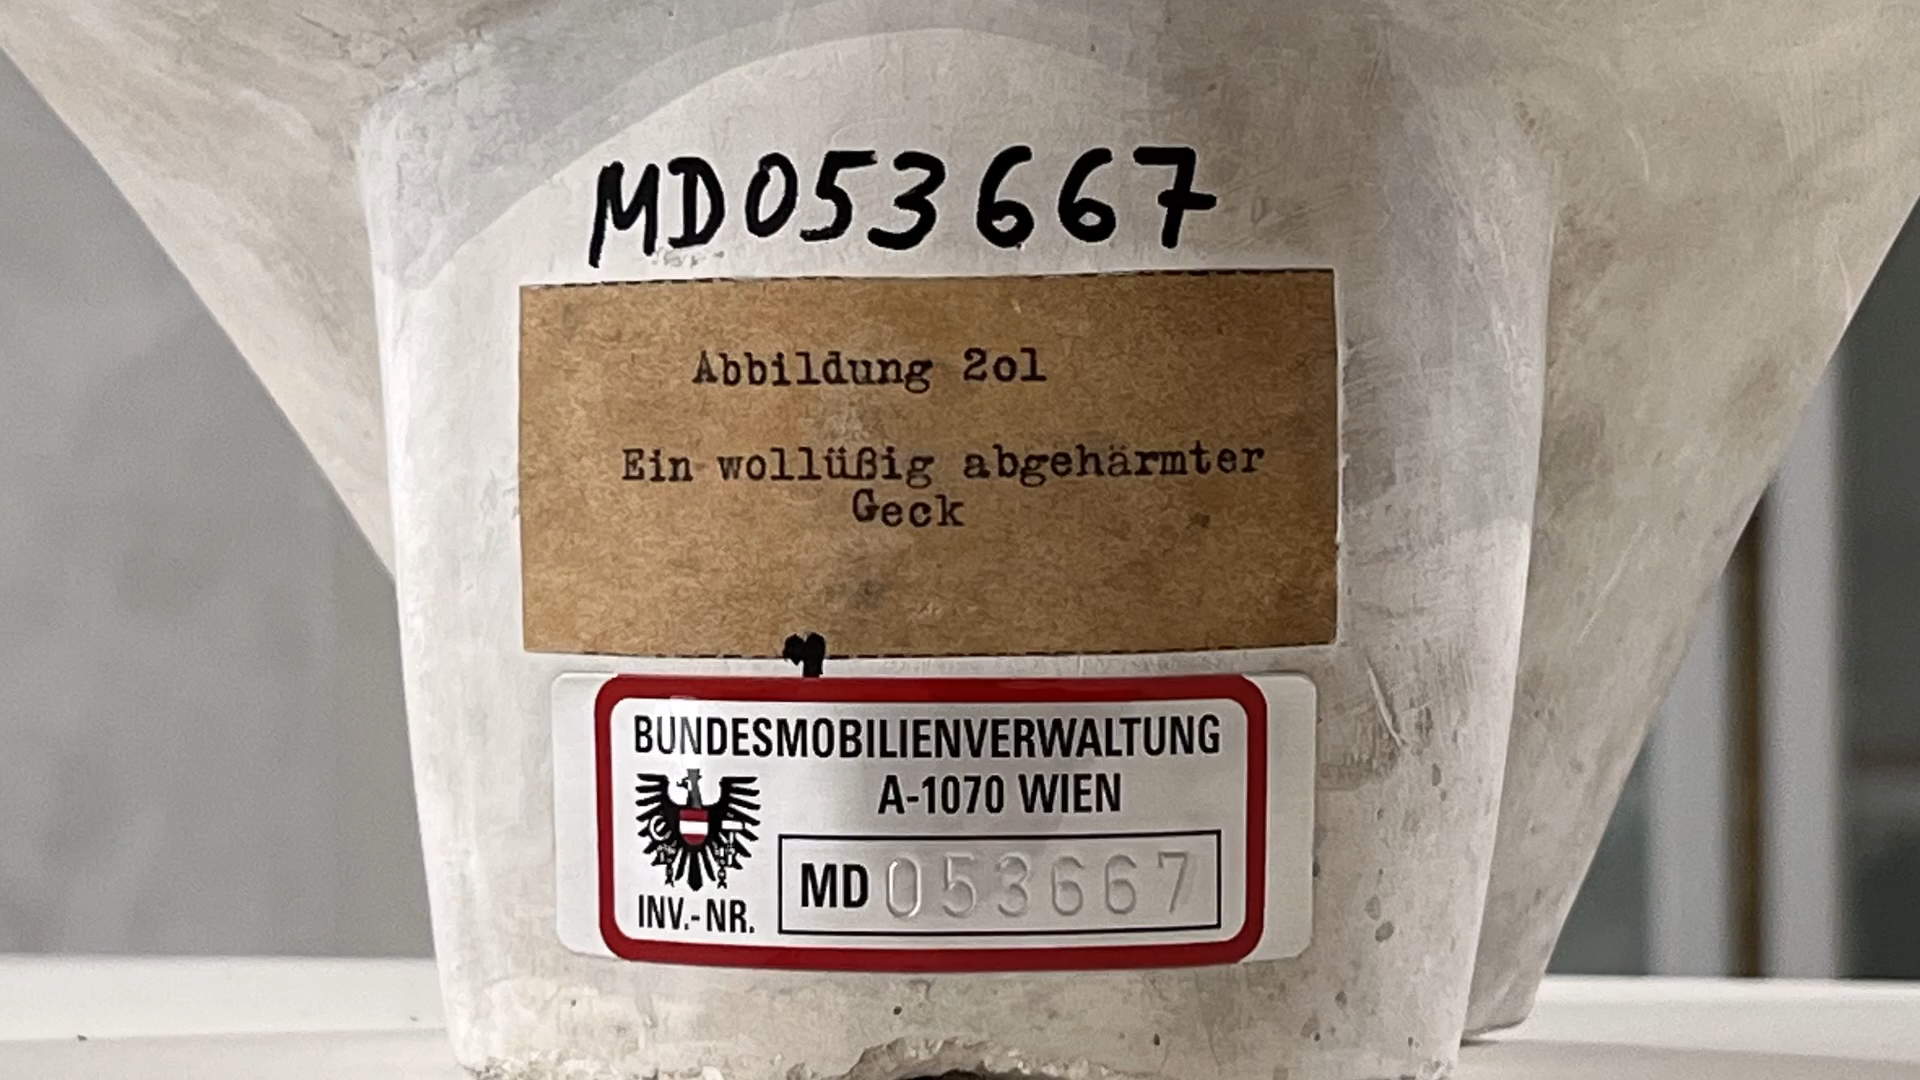 MD053667
Abbildung 2ol
Ein wollüßig abgehärmter
Geck
BUNDESMOBILIENVERWALTUNG
A-1070 WIEN
INV.-NR. MD 053667